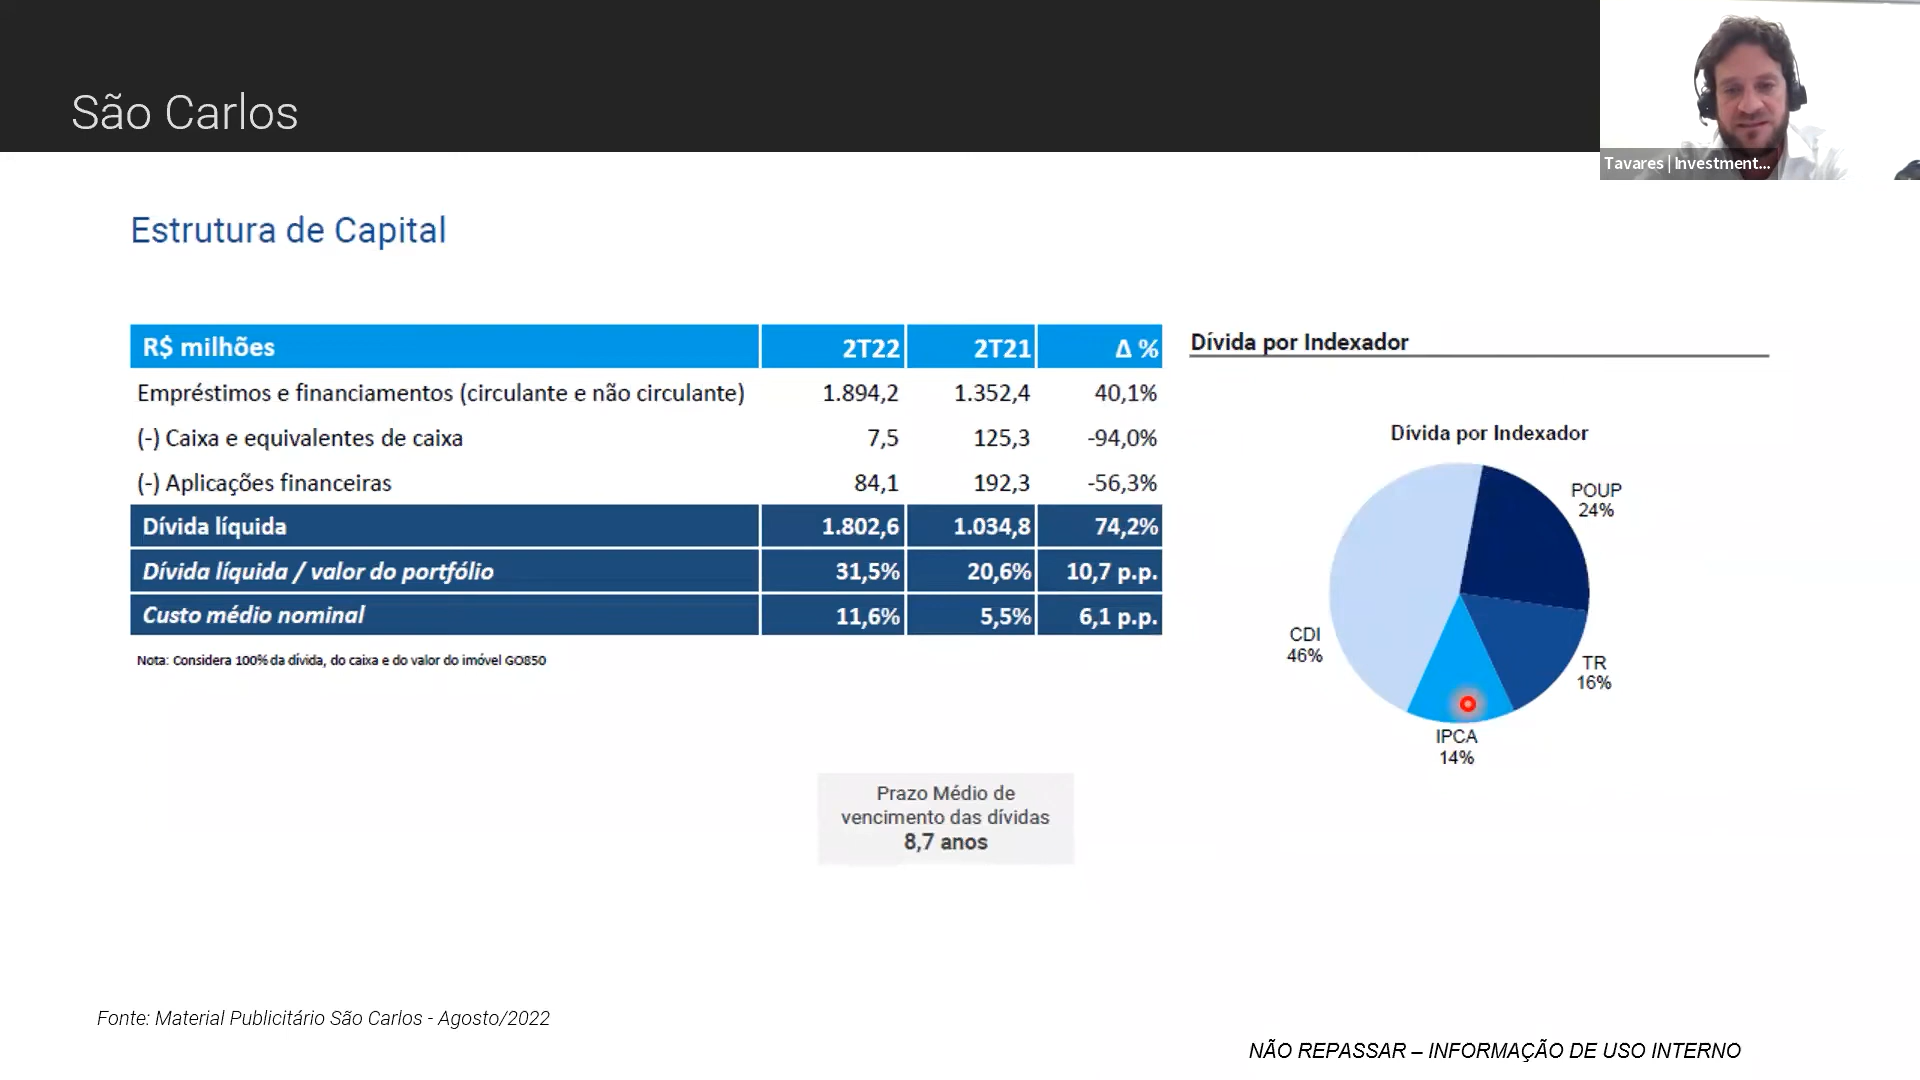 São Carlos
Tavares | Investment...
Estrutura de Capital
R$ milhões 2T22 2T21 Δ %
Empréstimos e financiamentos (circulante e não circulante) 1.894,2 1.352,4 40,1%
(-) Caixa e equivalentes de caixa 7,5 125,3 -94,0%
(-) Aplicações financeiras 84,1 192,3 -56,3%
Dívida líquida 1.802,6 1.034,8 74,2%
Dívida líquida / valor do portfólio 31,5% 20,6% 10,7 p.p.
Custo médio nominal 11,6% 5,5% 6,1 p.p.
Nota: Considera 100% da dívida, do caixa e do valor do imóvel GO850
Dívida por Indexador
Dívida por Indexador
POUP
24%
CDI
46%
TR
16%
IPCA
14%
Prazo Médio de
vencimento das dívidas
8,7 anos
Fonte: Material Publicitário São Carlos - Agosto/2022
NÃO REPASSAR – INFORMAÇÃO DE USO INTERNO